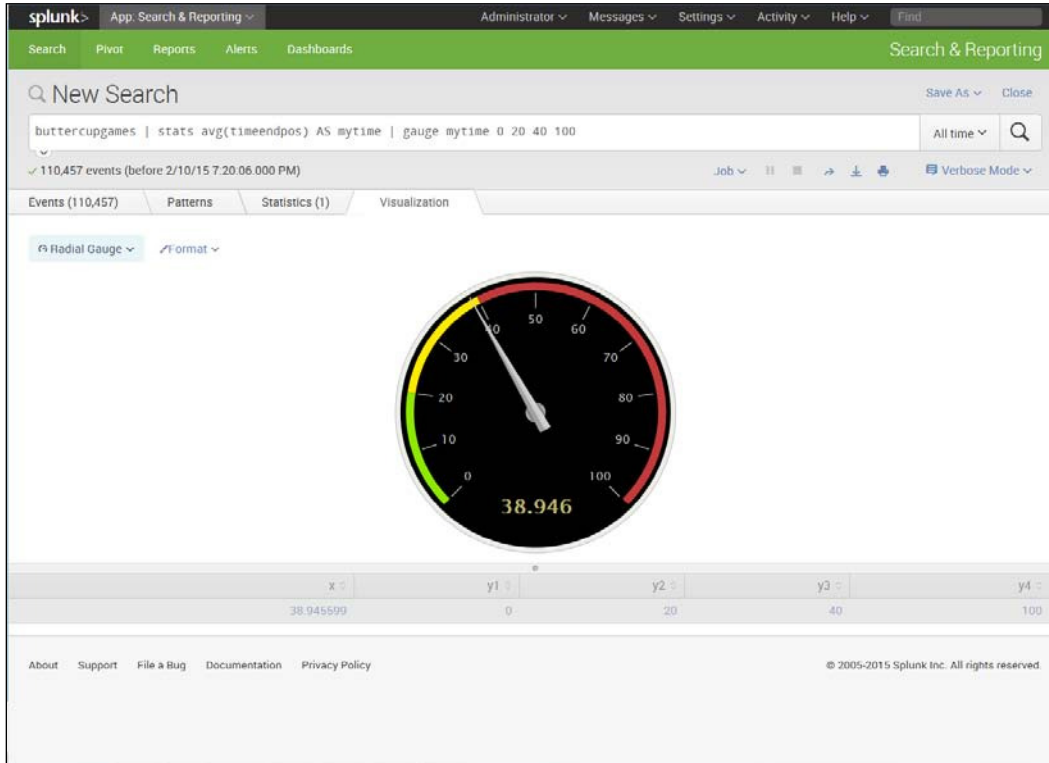 splunk> App: Search & Reporting Administrator Messages Settings Activity Help Find
Search Pivot Reports Alerts Dashboards Search & Reporting
New Search Save As Close
buttercupgames | stats avg(timeendpos) AS mytime | gauge mytime 0 20 40 100 All time
110,457 events (before 2/10/15 7:20:06.000 PM) Job Verbose Mode
Events (110,457) Patterns Statistics (1) Visualization
Radial Gauge Format
0 10 20 30 40 50 60 70 80 90 100
38.946
x y1 y2 y3 y4
38.945599 0 20 40 100
About Support File a Bug Documentation Privacy Policy © 2005-2015 Splunk Inc. All rights reserved.